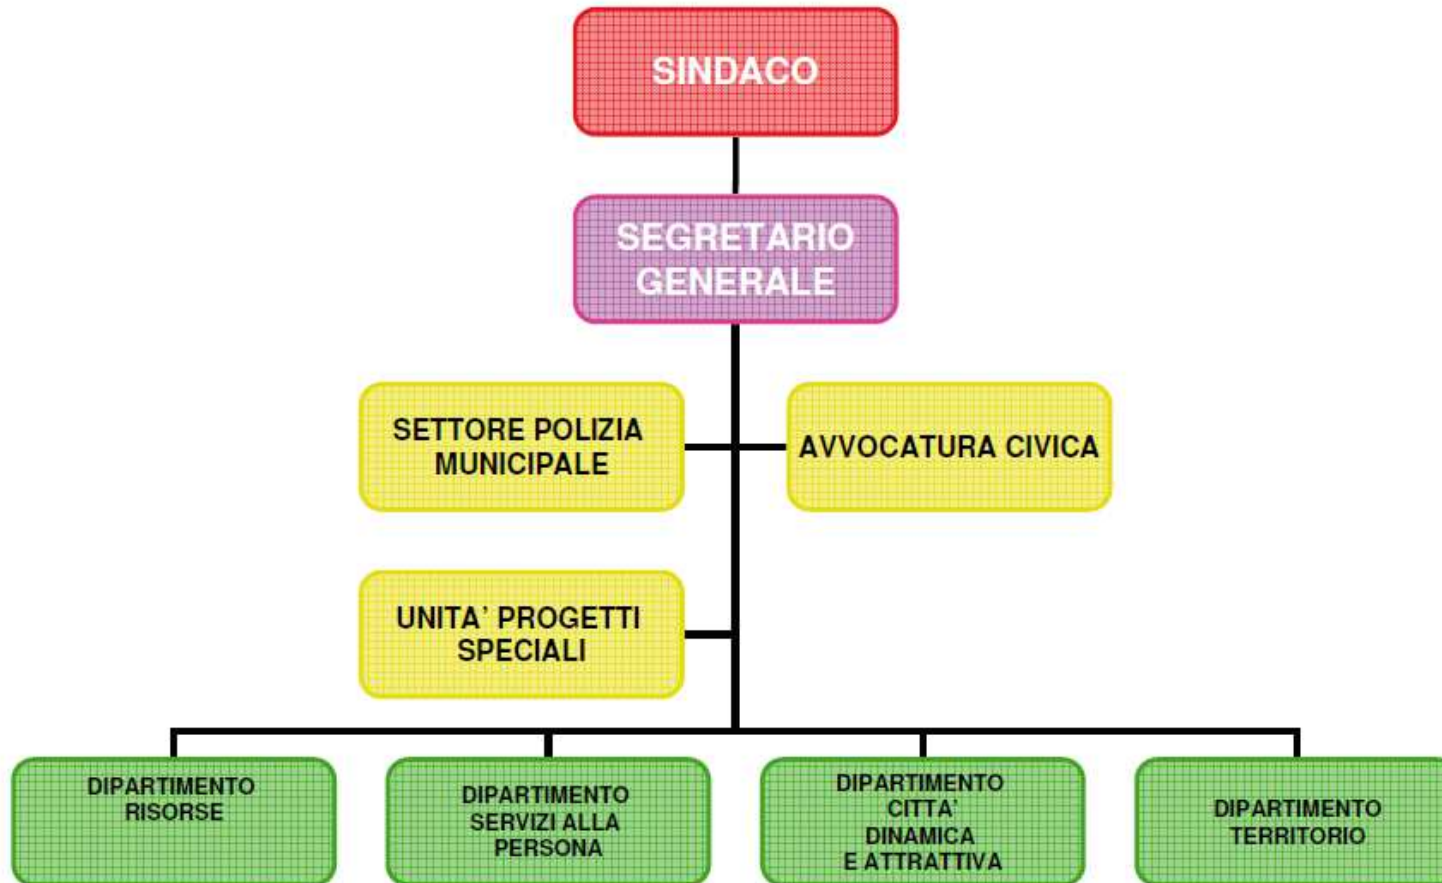 SINDACO
SEGRETARIO
GENERALE
SETTORE POLIZIA
MUNICIPALE
AVVOCATURA CIVICA
UNITA’ PROGETTI
SPECIALI
DIPARTIMENTO
RISORSE
DIPARTIMENTO
SERVIZI ALLA
PERSONA
DIPARTIMENTO
CITTA’
DINAMICA
E ATTRATTIVA
DIPARTIMENTO
TERRITORIO